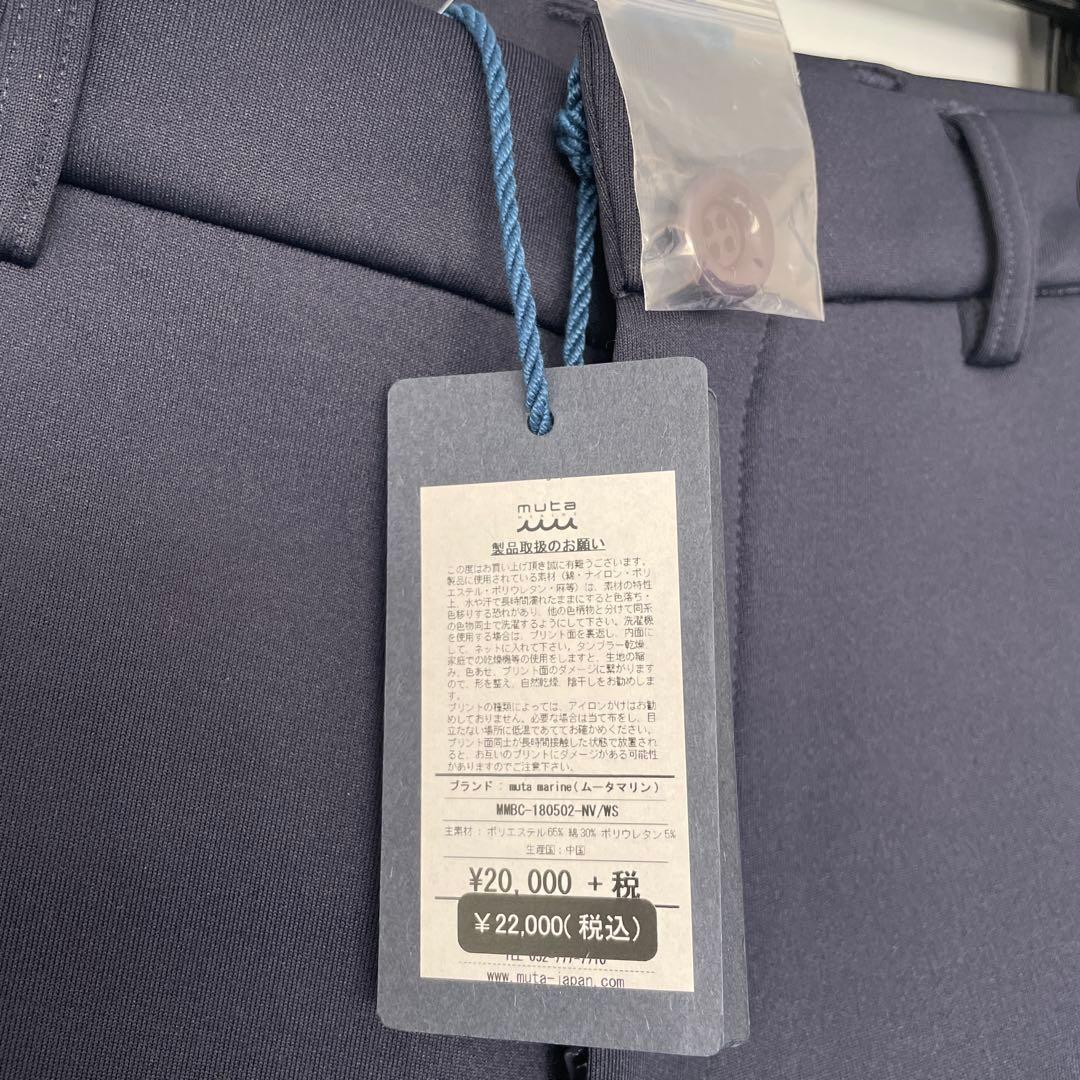 muta
MARINE
製品取扱のお願い
この度はお買い上げ頂き誠に有難うございます。
製品に使用されている素材（綿・ナイロン・ポリ
エステル・ポリウレタン・麻等）は、素材の特性
上、水や汗で長時間濡れたままにすると色落ち・
色移りする恐れがあり、他の色柄物と分けて同系
の色物同士で洗濯するようにして下さい。洗濯機
を使用する場合は、プリント面を裏返し、内面に
して、ネットに入れて下さい。タンブラー乾燥、
家庭での乾燥機等の使用をしますと、生地の縮
み、色あせ、プリント面のダメージに繋がります
ので、形を整え、自然乾燥、陰干しをお勧めしま
す。
プリントの種類によっては、アイロンがけはお勧
めしておりません。必要な場合は当て布をし、目
立たない場所に低温であててお確かめください。
プリント面同士が長時間接触した状態で放置され
ると、お互いのプリントにダメージがある可能性
がありますのでご注意下さい。
ブランド：muta marine(ムータマリン)
MMBC-180502-NV/WS
主素材：ポリエステル65% 綿30% ポリウレタン5%
生産国：中国
¥20,000 +税
￥22,000(税込)
www.muta-japan.com